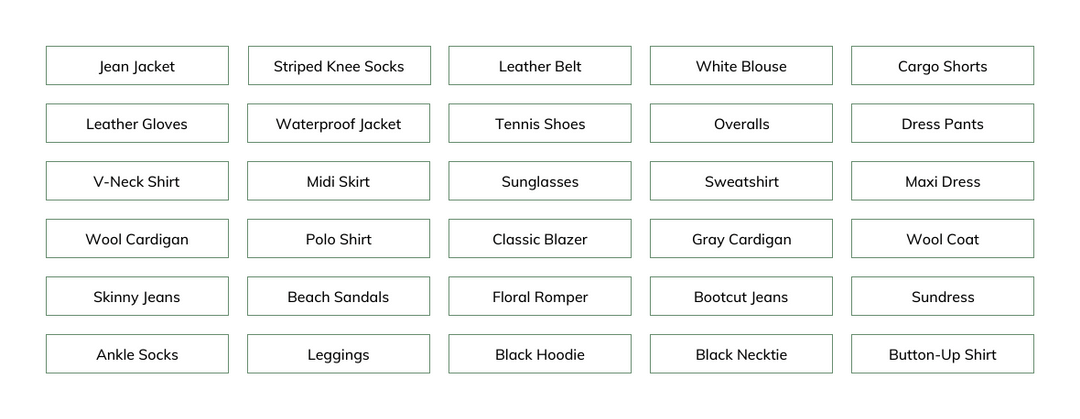 Jean Jacket
Striped Knee Socks
Leather Belt
White Blouse
Cargo Shorts
Leather Gloves
Waterproof Jacket
Tennis Shoes
Overalls
Dress Pants
V-Neck Shirt
Midi Skirt
Sunglasses
Sweatshirt
Maxi Dress
Wool Cardigan
Polo Shirt
Classic Blazer
Gray Cardigan
Wool Coat
Skinny Jeans
Beach Sandals
Floral Romper
Bootcut Jeans
Sundress
Ankle Socks
Leggings
Black Hoodie
Black Necktie
Button-Up Shirt